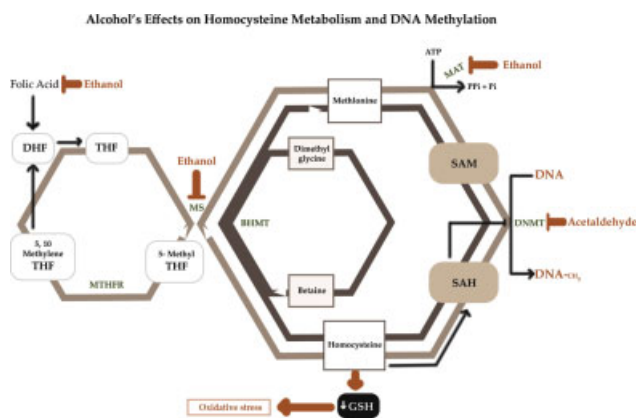 Alcohol's Effects on Homocysteine Metabolism and DNA Methylation
ATP
MAT
Ethanol
PPi + Pi
Folic Acid
Ethanol
Methionine
DHF
THF
Ethanol
Dimethyl
glycine
SAM
DNA
MS
BHMT
DNMT
Acetaldehyde
5, 10
Methylene
THF
5- Methyl
THF
MTHFR
Betaine
SAH
DNA-CH3
Homocysteine
Oxidative stress
↓GSH